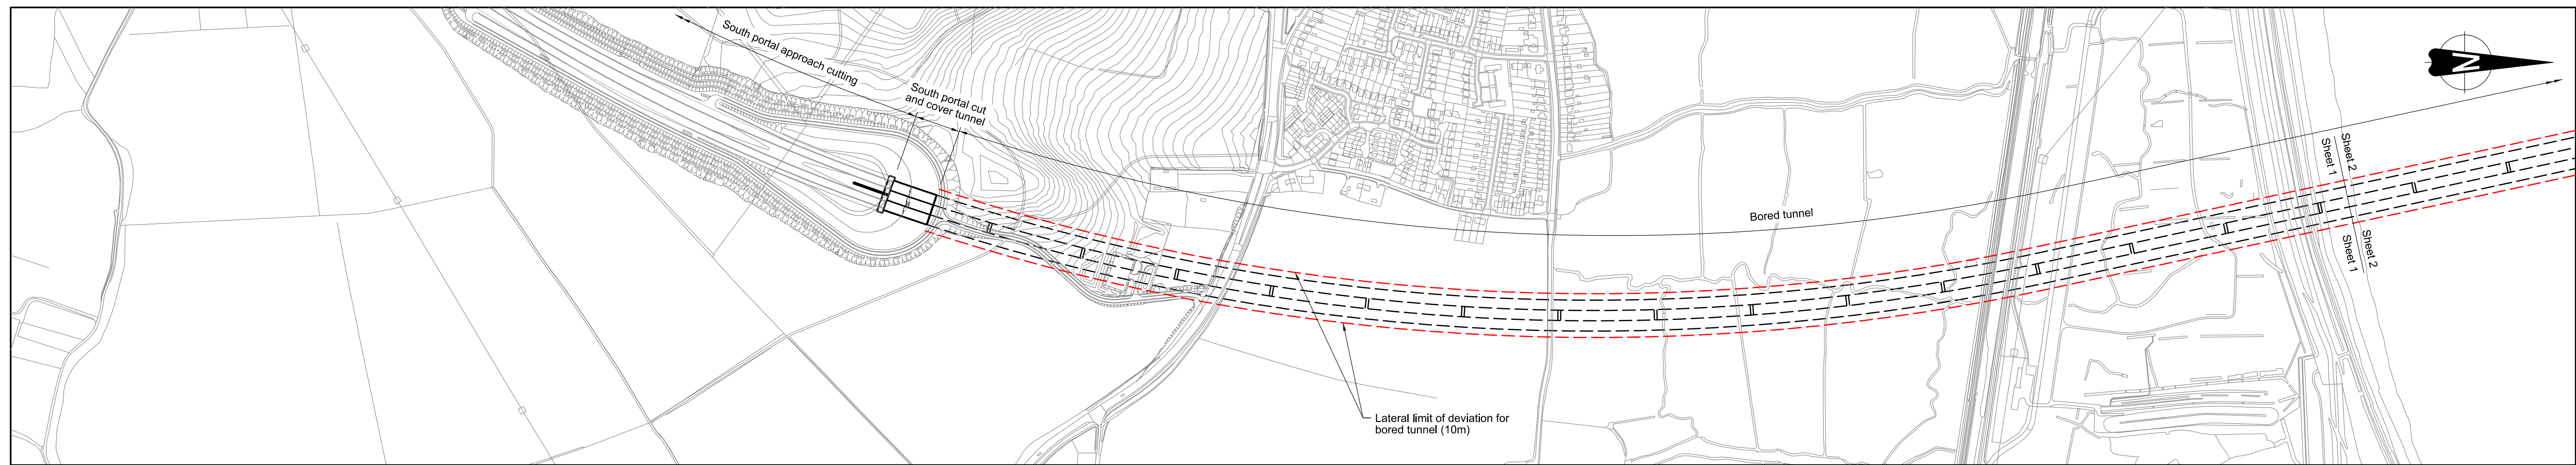 South portal approach cutting
South portal cut
and cover tunnel
N
Bored tunnel
Sheet 2
Sheet 1
Sheet 2
Sheet 1
Lateral limit of deviation for
bored tunnel (10m)